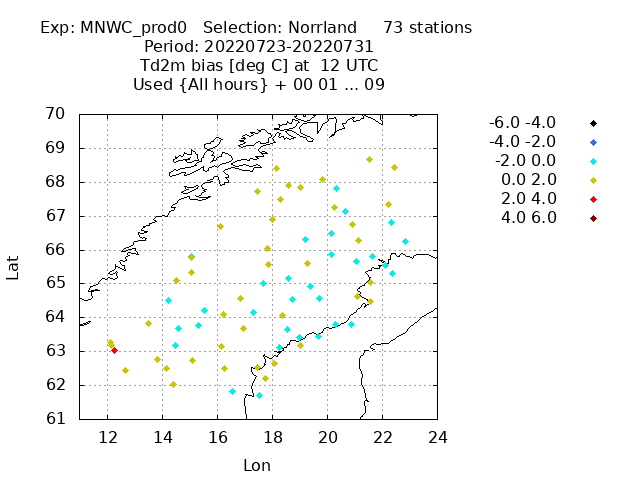 Exp: MNWC_prod0   Selection: Norrland     73 stations
Period: 20220723-20220731
Td2m bias [deg C] at  12 UTC
Used {All hours} + 00 01 ... 09
-6.0 -4.0
-4.0 -2.0
-2.0 0.0
0.0 2.0
2.0 4.0
4.0 6.0
70
69
68
67
66
65
64
63
62
61
Lat
12 14 16 18 20 22 24
Lon